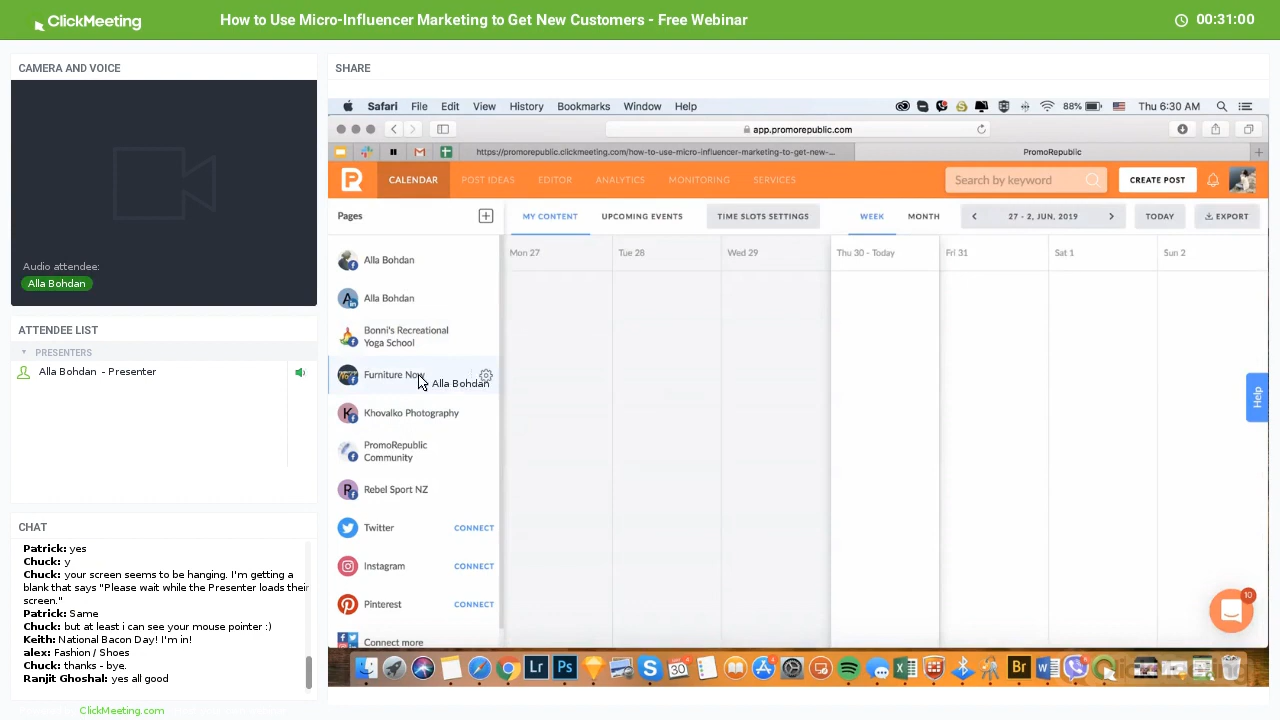 ClickMeeting
How to Use Micro-Influencer Marketing to Get New Customers - Free Webinar
00:31:00
CAMERA AND VOICE
Audio attendee:
Alla Bohdan
ATTENDEE LIST
PRESENTERS
Alla Bohdan - Presenter
CHAT
Patrick: yes
Chuck: y
Chuck: your screen seems to be hanging. I'm getting a
blank that says "Please wait while the Presenter loads their
screen."
Patrick: Same
Chuck: but at least i can see your mouse pointer :)
Keith: National Bacon Day! I'm in!
alex: Fashion / Shoes
Chuck: thanks - bye.
Ranjit Ghoshal: yes all good
ClickMeeting.com
SHARE
Safari File Edit View History Bookmarks Window Help
88% Thu 6:30 AM
app.promorepublic.com
https://promorepublic.clickmeeting.com/how-to-use-micro-influencer-marketing-to-get-new-...
PromoRepublic
CALENDAR POST IDEAS EDITOR ANALYTICS MONITORING SERVICES
Search by keyword
CREATE POST
Pages
MY CONTENT UPCOMING EVENTS TIME SLOTS SETTINGS
WEEK MONTH
27 - 2, JUN, 2019
TODAY
EXPORT
Mon 27 Tue 28 Wed 29 Thu 30 - Today Fri 31 Sat 1 Sun 2
Alla Bohdan
Alla Bohdan
Bonni's Recreational
Yoga School
Furniture Now
Alla Bohdan
Khovalko Photography
PromoRepublic
Community
Rebel Sport NZ
Twitter CONNECT
Instagram CONNECT
Pinterest CONNECT
Connect more
Help
10
Lr Ps 30 Br